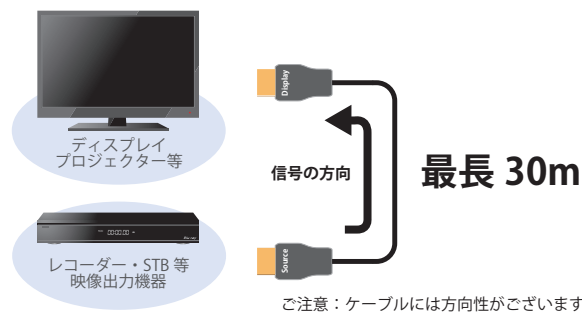 Display
ディスプレイ
プロジェクター等
信号の方向
最長 30m
Source
レコーダー・STB 等
映像出力機器
ご注意：ケーブルには方向性がございます